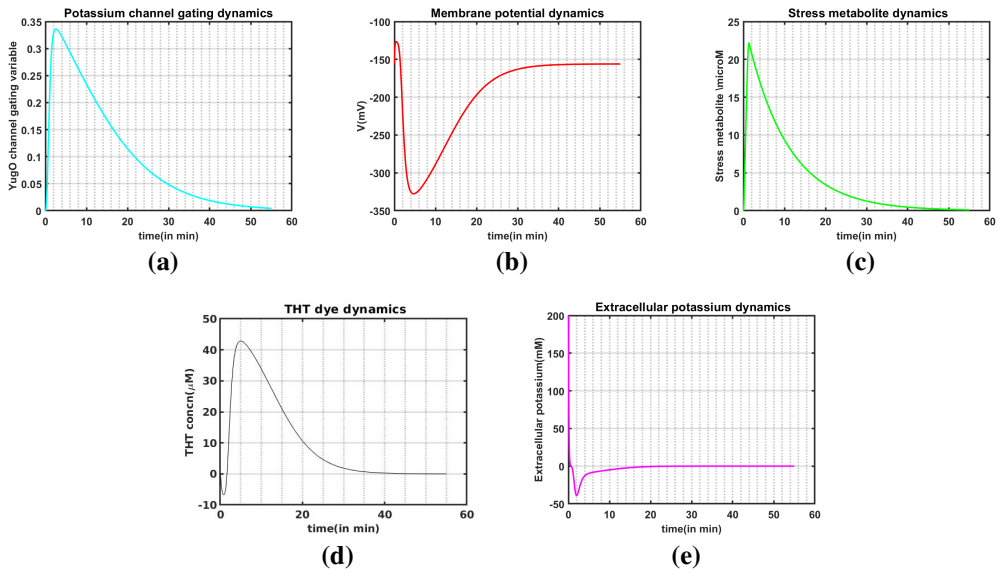 Potassium channel gating dynamics
YugO channel gating variable
0.35
0.3
0.25
0.2
0.15
0.1
0.05
0
0 10 20 30 40 50 60
time(in min)
(a)
Membrane potential dynamics
V(mV)
-100
-150
-200
-250
-300
-350
0 10 20 30 40 50 60
time(in min)
(b)
Stress metabolite dynamics
Stress metabolite \microM
25
20
15
10
5
0
0 10 20 30 40 50 60
time(in min)
(c)
THT dye dynamics
THT concn(μM)
50
40
30
20
10
0
-10
0 20 40 60
time(in min)
(d)
Extracellular potassium dynamics
Extracellular potassium(mM)
200
150
100
50
0
-50
0 10 20 30 40 50 60
time(in min)
(e)